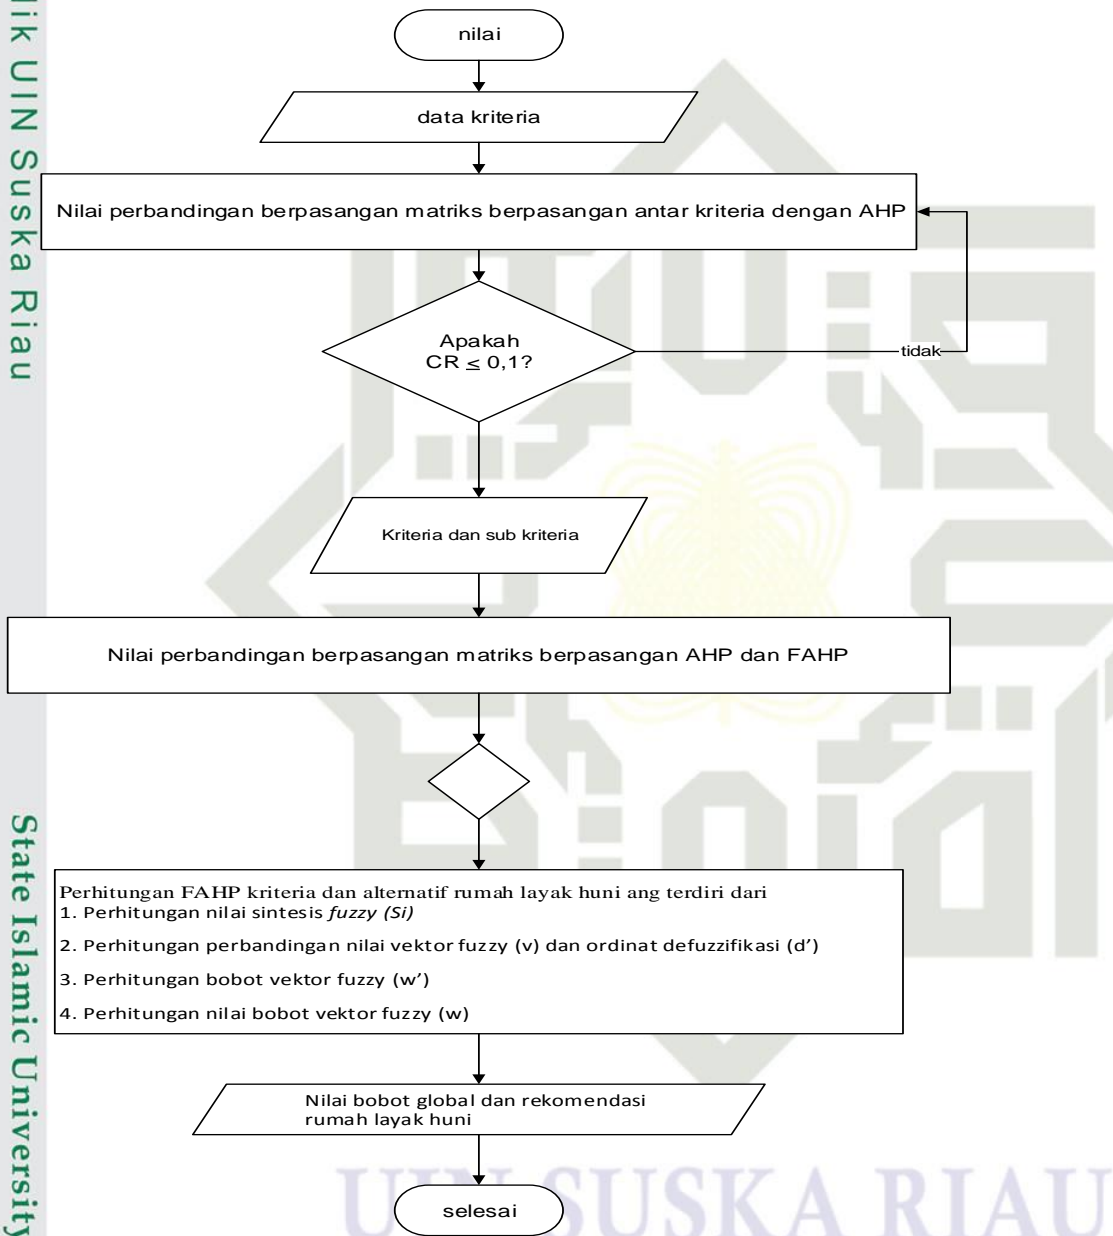 nilai
data kriteria
Nilai perbandingan berpasangan matriks berpasangan antar kriteria dengan AHP
Apakah
CR ≤ 0,1?
tidak
Kriteria dan sub kriteria
Nilai perbandingan berpasangan matriks berpasangan AHP dan FAHP
Perhitungan FAHP kriteria dan alternatif rumah layak huni ang terdiri dari
1. Perhitungan nilai sintesis fuzzy (Si)
2. Perhitungan perbandingan nilai vektor fuzzy (v) dan ordinat defuzzifikasi (d’)
3. Perhitungan bobot vektor fuzzy (w’)
4. Perhitungan nilai bobot vektor fuzzy (w)
Nilai bobot global dan rekomendasi
rumah layak huni
selesai
UIN SUSKA RIAU
lik UIN Suska Riau
State Islamic University